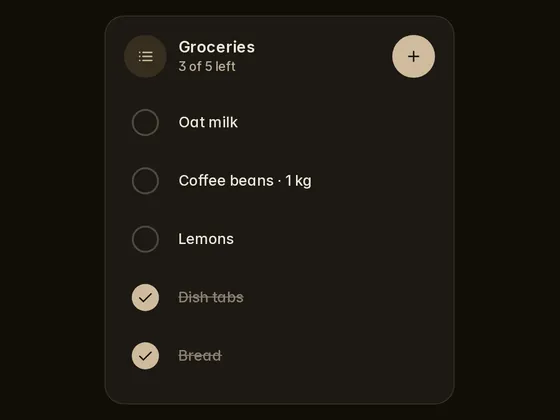 Groceries
3 of 5 left
Oat milk
Coffee beans · 1 kg
Lemons
Dish tabs
Bread